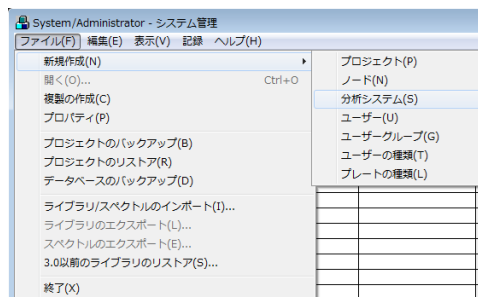 System/Administrator - システム管理
ファイル(F) 編集(E) 表示(V) 記録 ヘルプ(H)
新規作成(N)
開く(O)... Ctrl+O
複製の作成(C)
プロパティ(P)
プロジェクトのバックアップ(B)
プロジェクトのリストア(R)
データベースのバックアップ(D)
ライブラリ/スペクトルのインポート(I)...
ライブラリのエクスポート(L)...
スペクトルのエクスポート(E)...
3.0以前のライブラリのリストア(S)...
終了(X)
プロジェクト(P)
ノード(N)
分析システム(S)
ユーザー(U)
ユーザーグループ(G)
ユーザーの種類(T)
プレートの種類(L)